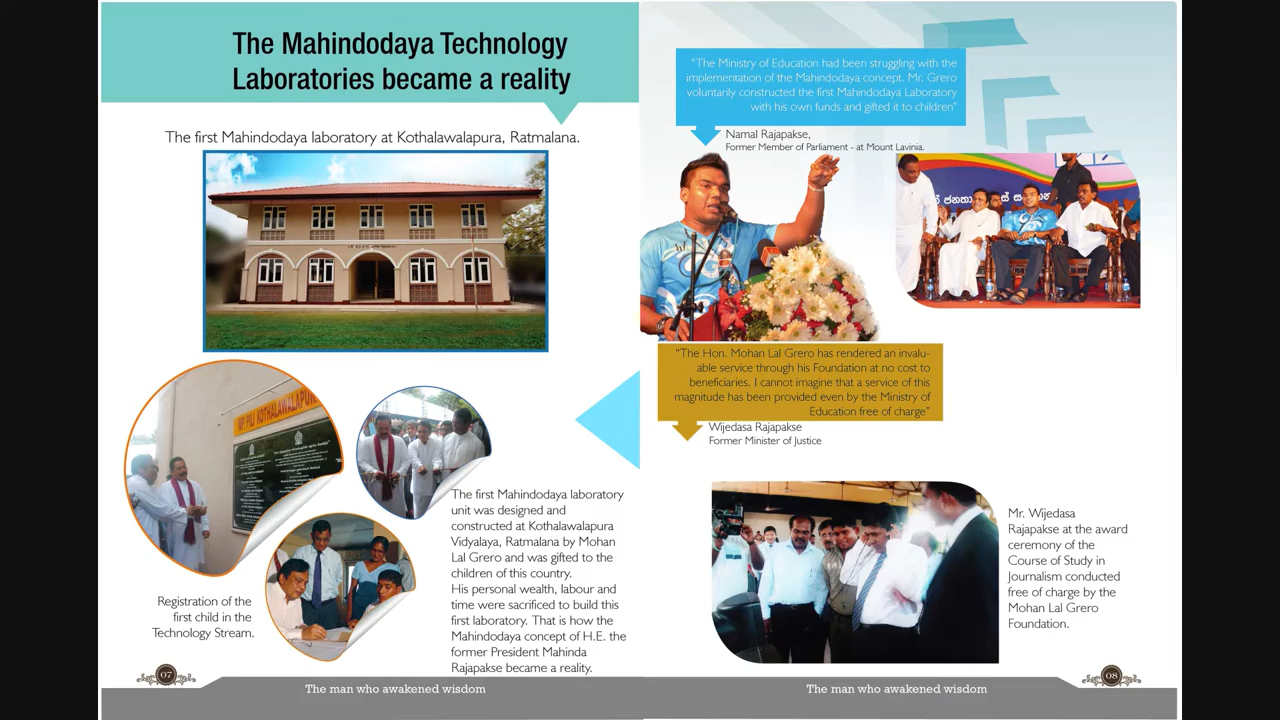 The Mahindodaya Technology
Laboratories became a reality
The first Mahindodaya laboratory at Kothalawalapura, Ratmalana.
Registration of the
first child in the
Technology Stream.
The first Mahindodaya laboratory
unit was designed and
constructed at Kothalawalapura
Vidyalaya, Ratmalana by Mohan
Lal Grero and was gifted to the
children of this country.
His personal wealth, labour and
time were sacrificed to build this
first laboratory. That is how the
Mahindodaya concept of H.E. the
former President Mahinda
Rajapakse became a reality.
07
The man who awakened wisdom
“The Ministry of Education had been struggling with the
implementation of the Mahindodaya concept. Mr. Grero
voluntarily constructed the first Mahindodaya Laboratory
with his own funds and gifted it to children”
Namal Rajapakse,
Former Member of Parliament - at Mount Lavinia.
“The Hon. Mohan Lal Grero has rendered an invalu-
able service through his Foundation at no cost to
beneficiaries. I cannot imagine that a service of this
magnitude has been provided even by the Ministry of
Education free of charge”
Wijedasa Rajapakse
Former Minister of Justice
Mr. Wijedasa
Rajapakse at the award
ceremony of the
Course of Study in
Journalism conducted
free of charge by the
Mohan Lal Grero
Foundation.
08
The man who awakened wisdom